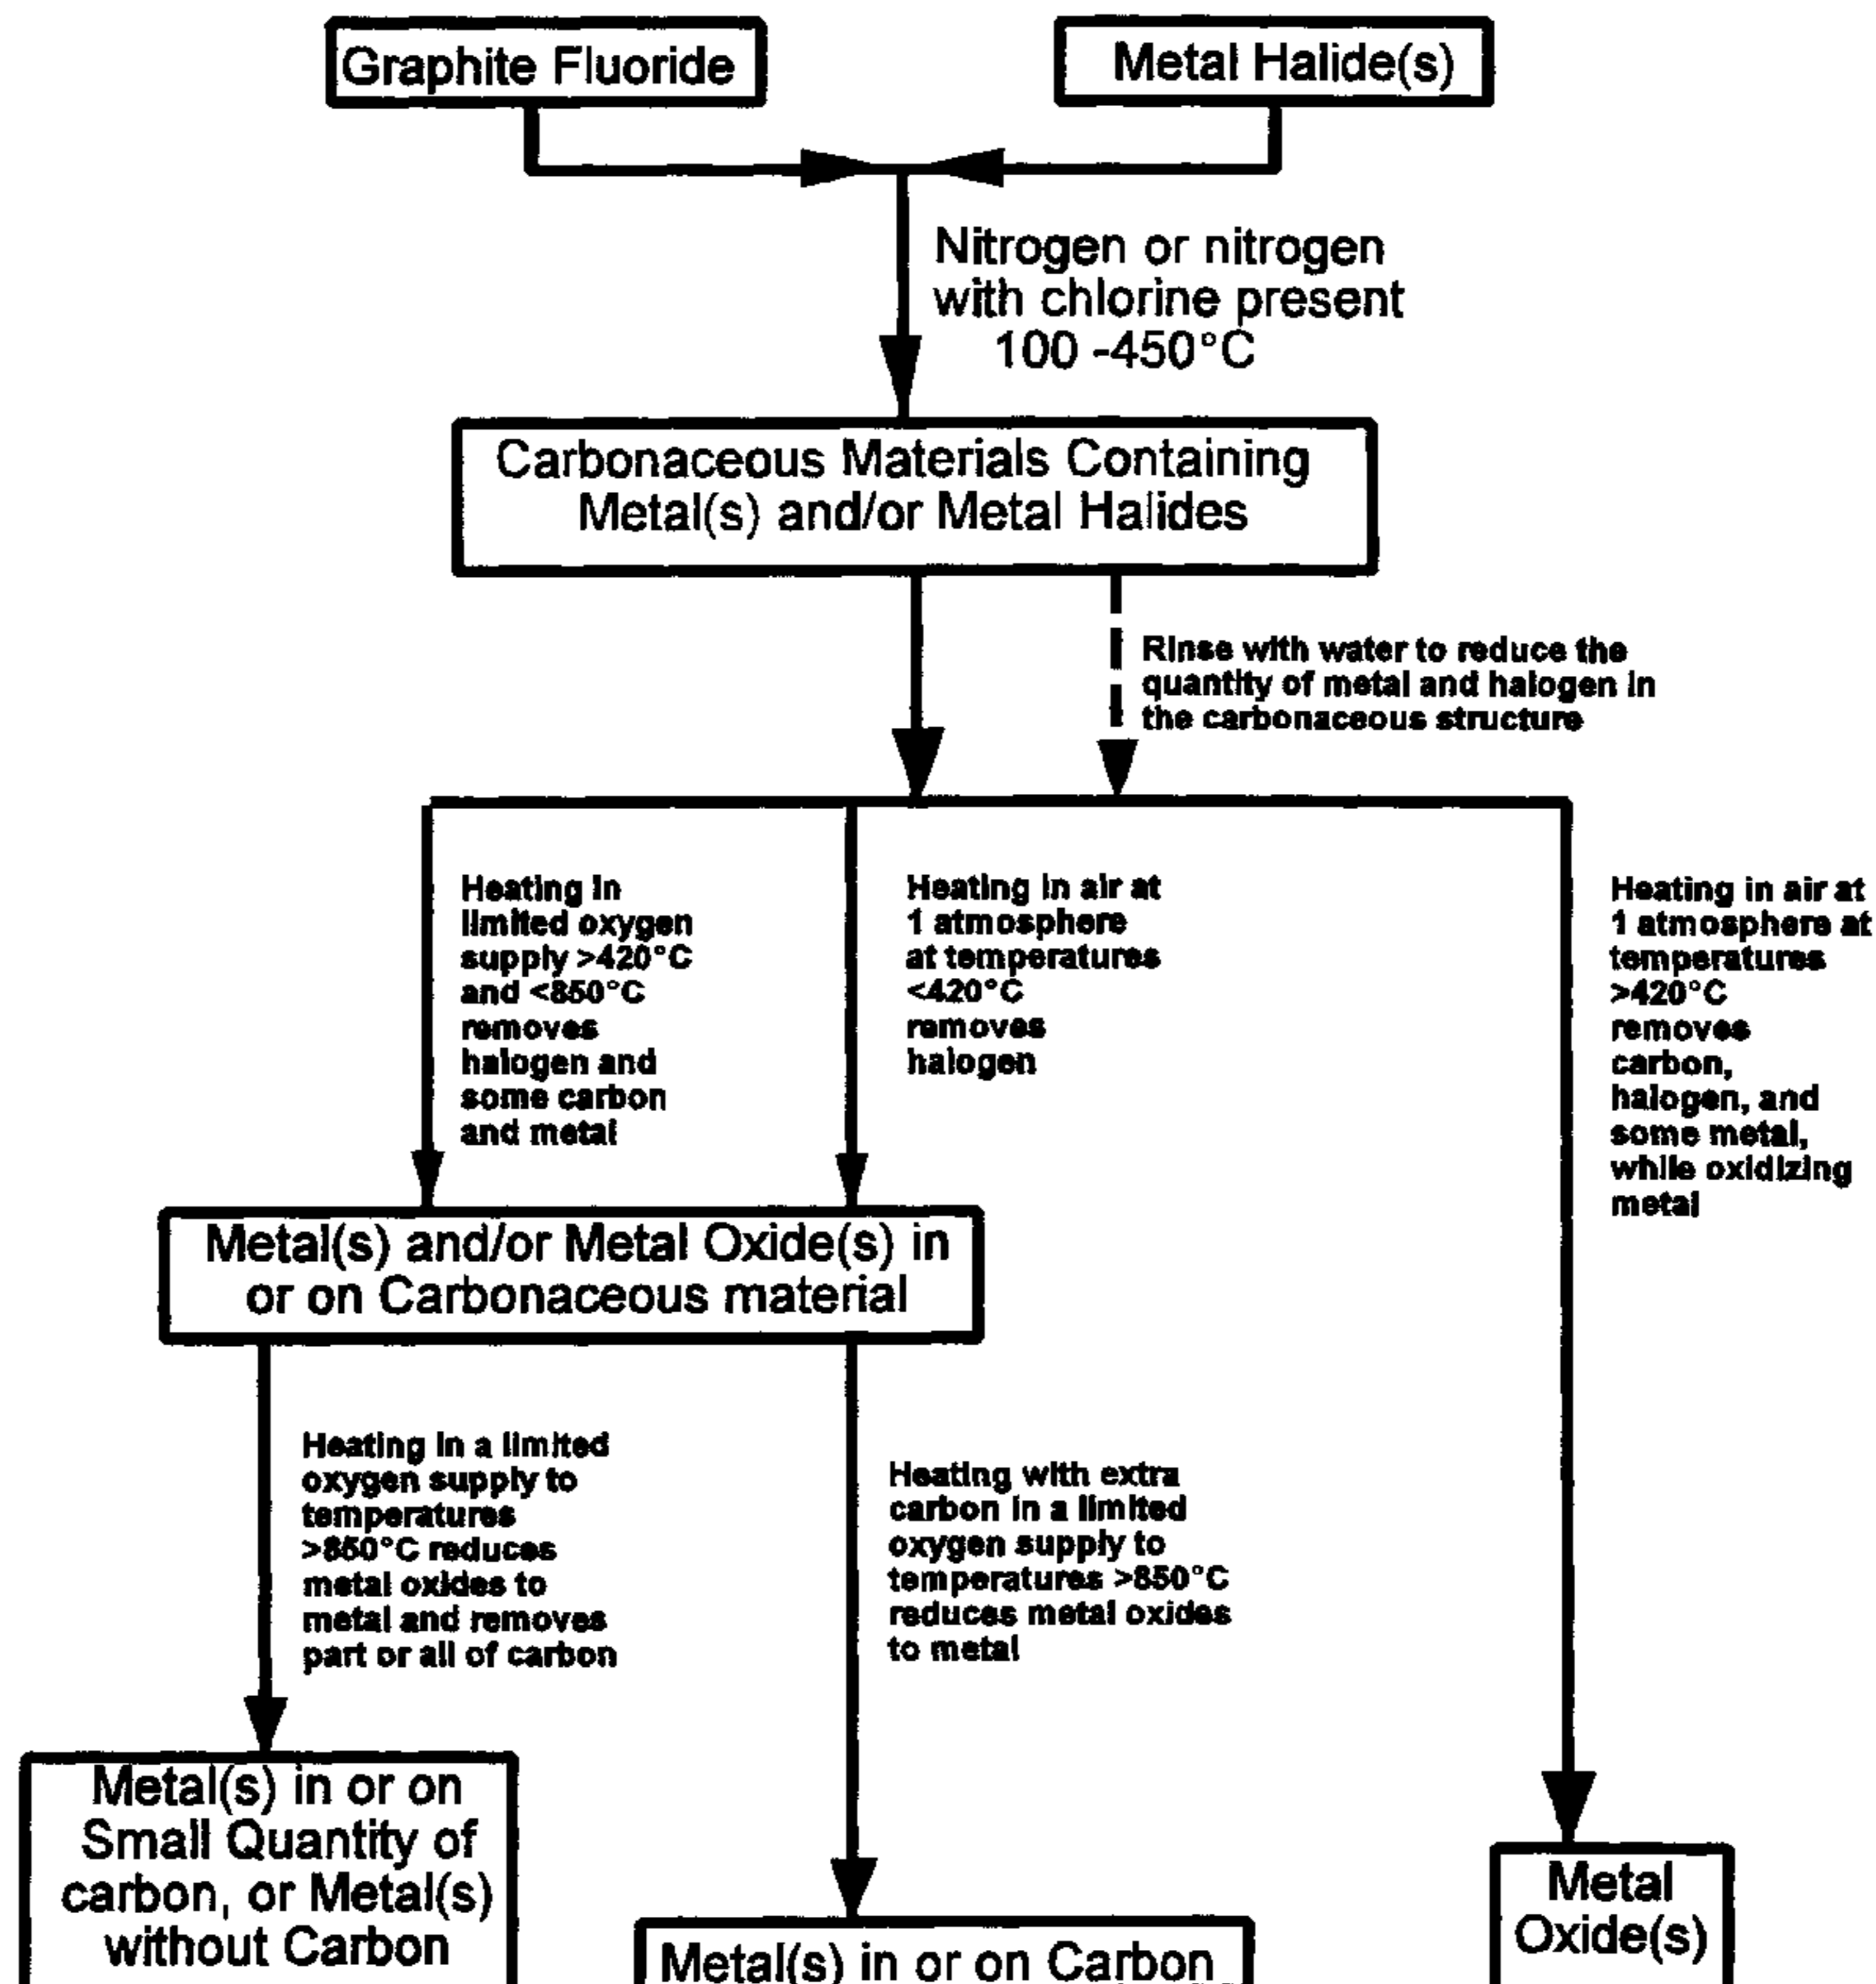 Graphite Fluoride
Metal Halide(s)
Nitrogen or nitrogen
with chlorine present
100 -450°C
Carbonaceous Materials Containing
Metal(s) and/or Metal Halides
Rinse with water to reduce the
quantity of metal and halogen in
the carbonaceous structure
Heating in
limited oxygen
supply >420°C
and <850°C
removes
halogen and
some carbon
and metal
Heating in air at
1 atmosphere
at temperatures
<420°C
removes
halogen
Heating in air at
1 atmosphere at
temperatures
>420°C
removes
carbon,
halogen, and
some metal,
while oxidizing
metal
Metal(s) and/or Metal Oxide(s) in
or on Carbonaceous material
Heating in a limited
oxygen supply to
temperatures
>850°C reduces
metal oxides to
metal and removes
part or all of carbon
Heating with extra
carbon in a limited
oxygen supply to
temperatures >850°C
reduces metal oxides
to metal
Metal(s) in or on
Small Quantity of
carbon, or Metal(s)
without Carbon
Metal(s) in or on Carbon
Metal
Oxide(s)